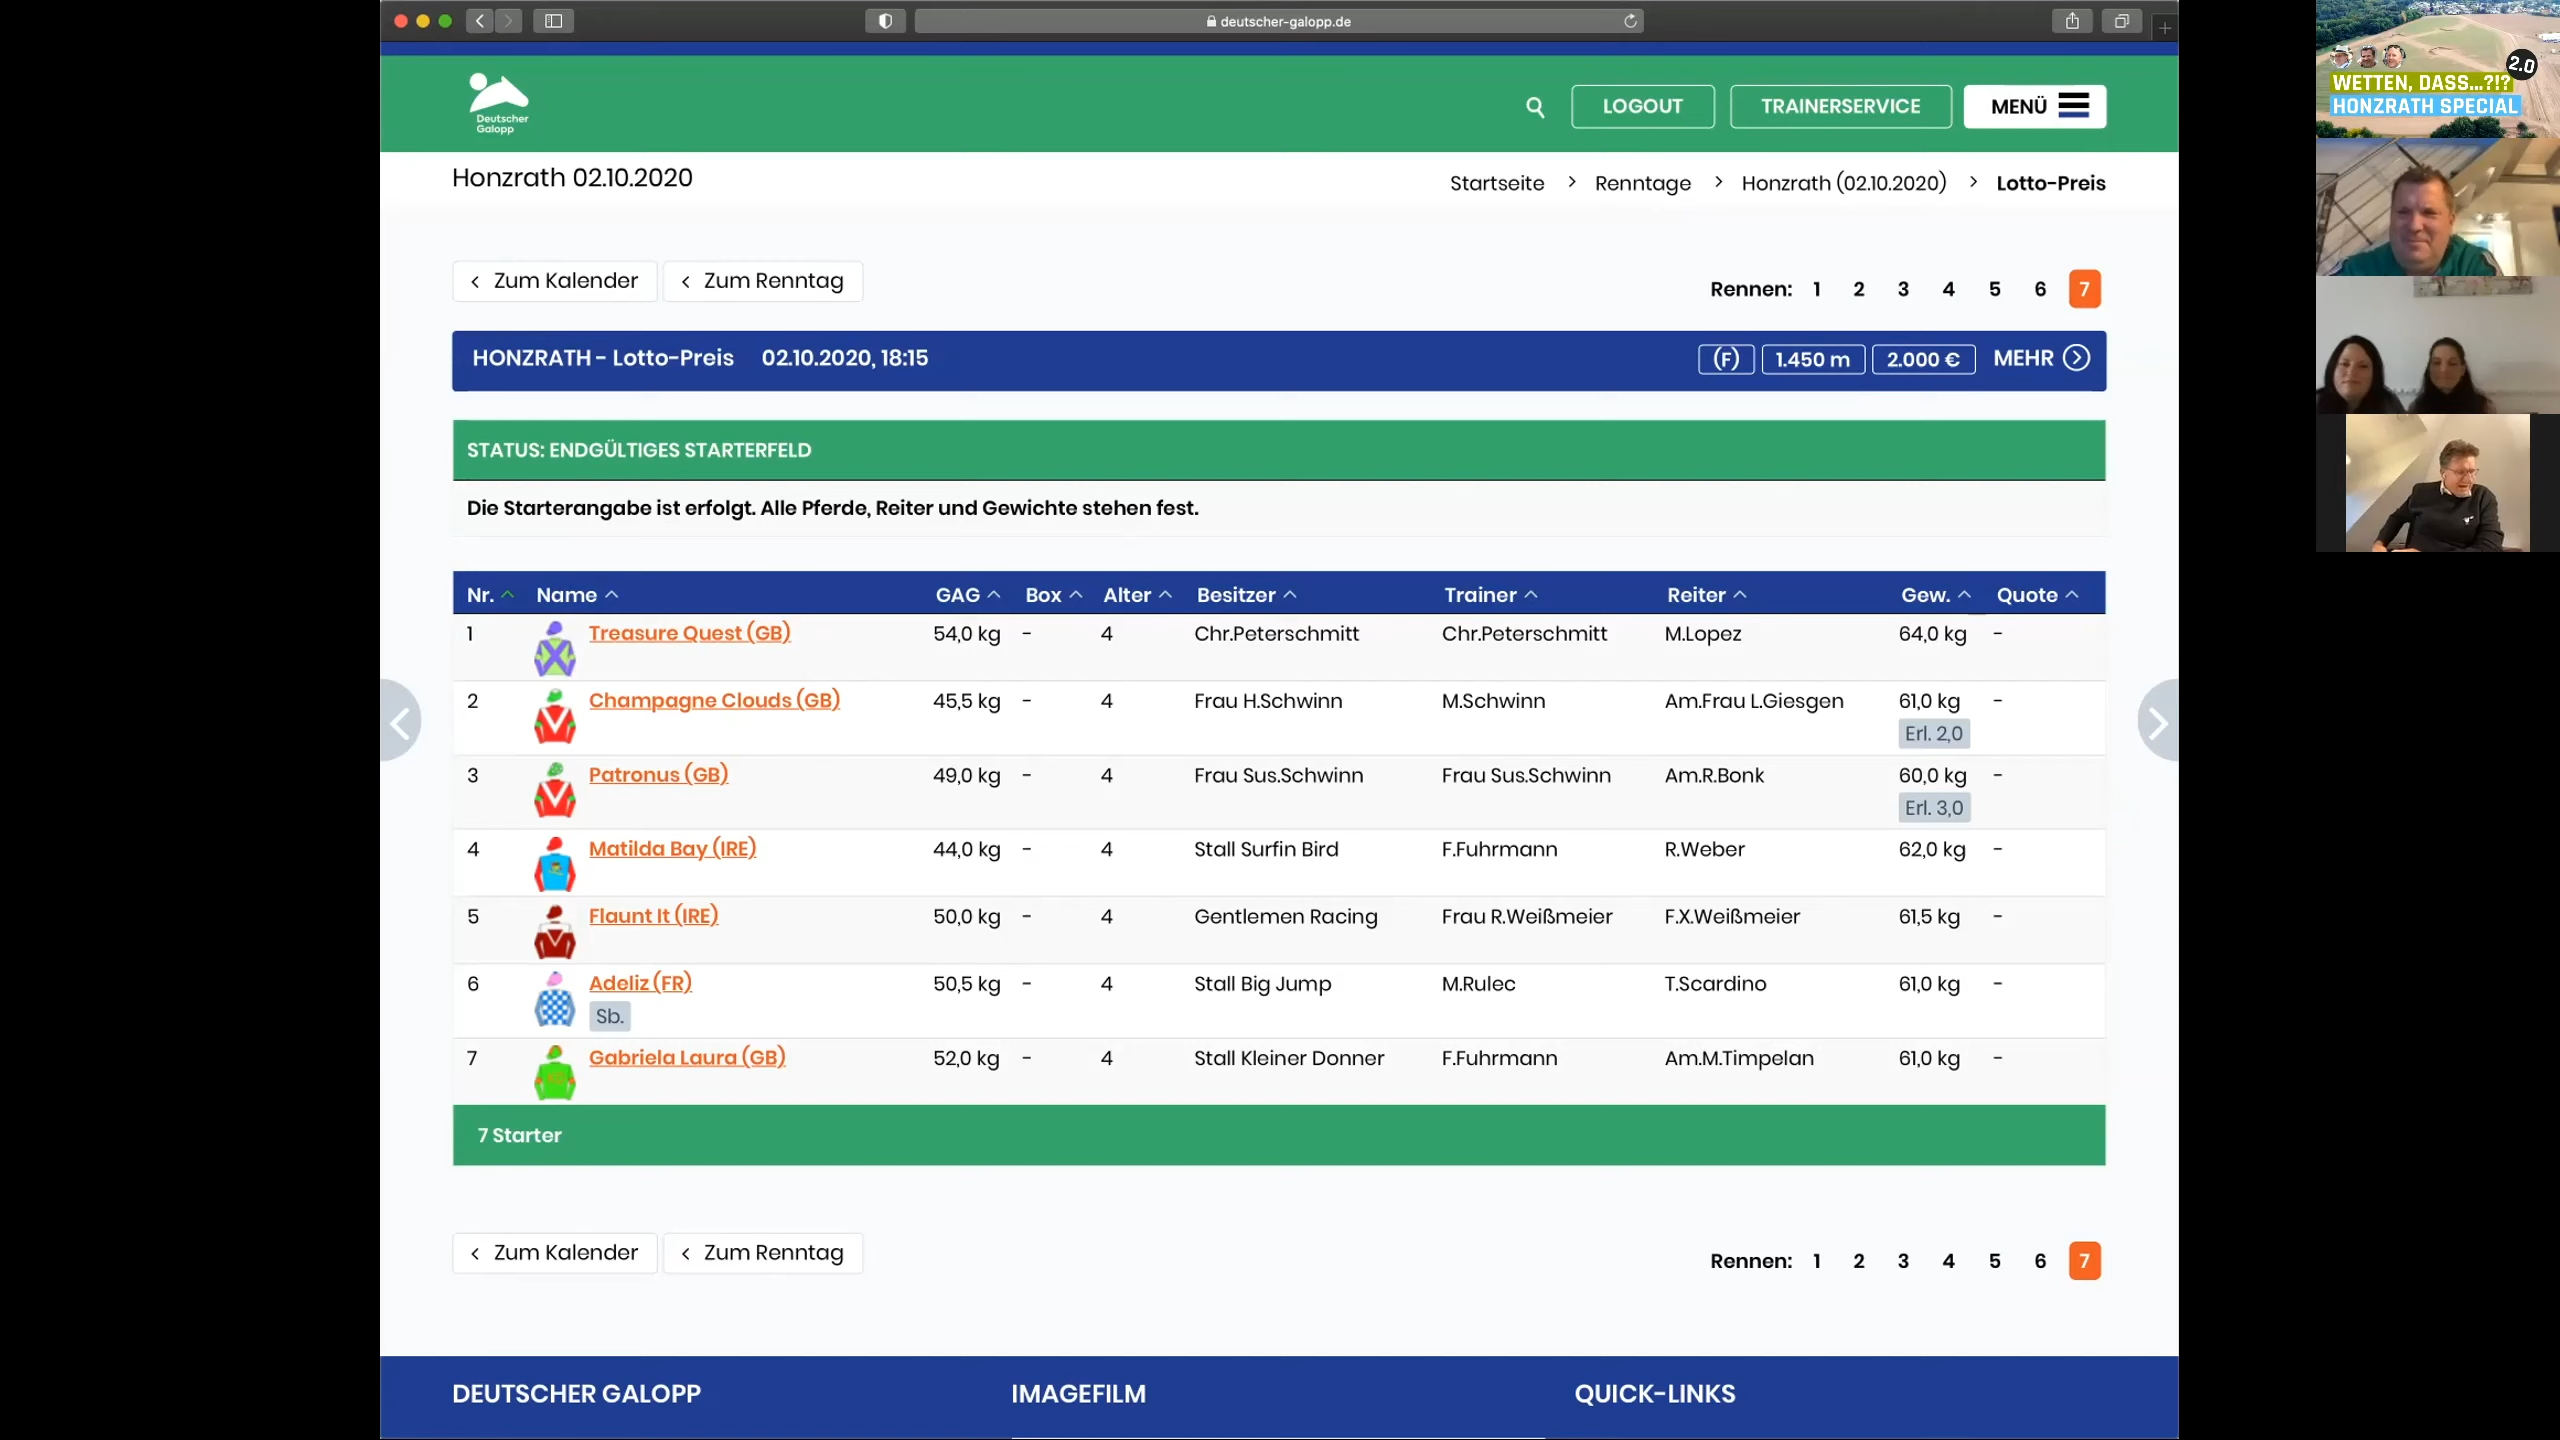 deutscher-galopp.de
Deutscher
Galopp
LOGOUT
TRAINERSERVICE
MENÜ
2.0
WETTEN, DASS...?!?
HONZRATH SPECIAL
Honzrath 02.10.2020
Startseite > Renntage > Honzrath (02.10.2020) > Lotto-Preis
Zum Kalender
Zum Renntag
Rennen: 1 2 3 4 5 6 7
HONZRATH - Lotto-Preis 02.10.2020, 18:15 (F) 1.450 m 2.000 € MEHR
STATUS: ENDGÜLTIGES STARTERFELD
Die Starterangabe ist erfolgt. Alle Pferde, Reiter und Gewichte stehen fest.
Nr. Name GAG Box Alter Besitzer Trainer Reiter Gew. Quote
1 Treasure Quest (GB) 54,0 kg - 4 Chr.Peterschmitt Chr.Peterschmitt M.Lopez 64,0 kg -
2 Champagne Clouds (GB) 45,5 kg - 4 Frau H.Schwinn M.Schwinn Am.Frau L.Giesgen 61,0 kg -
Erl. 2,0
3 Patronus (GB) 49,0 kg - 4 Frau Sus.Schwinn Frau Sus.Schwinn Am.R.Bonk 60,0 kg -
Erl. 3,0
4 Matilda Bay (IRE) 44,0 kg - 4 Stall Surfin Bird F.Fuhrmann R.Weber 62,0 kg -
5 Flaunt It (IRE) 50,0 kg - 4 Gentlemen Racing Frau R.Weißmeier F.X.Weißmeier 61,5 kg -
6 Adeliz (FR) 50,5 kg - 4 Stall Big Jump M.Rulec T.Scardino 61,0 kg -
Sb.
7 Gabriela Laura (GB) 52,0 kg - 4 Stall Kleiner Donner F.Fuhrmann Am.M.Timpelan 61,0 kg -
7 Starter
Zum Kalender
Zum Renntag
Rennen: 1 2 3 4 5 6 7
DEUTSCHER GALOPP
IMAGEFILM
QUICK-LINKS